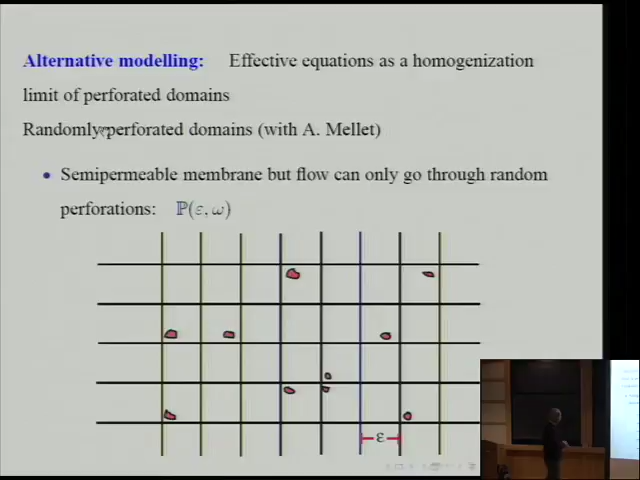 Alternative modelling: Effective equations as a homogenization
limit of perforated domains
Randomly perforated domains (with A. Mellet)
• Semipermeable membrane but flow can only go through random
perforations: ℙ(ε, ω)
ε